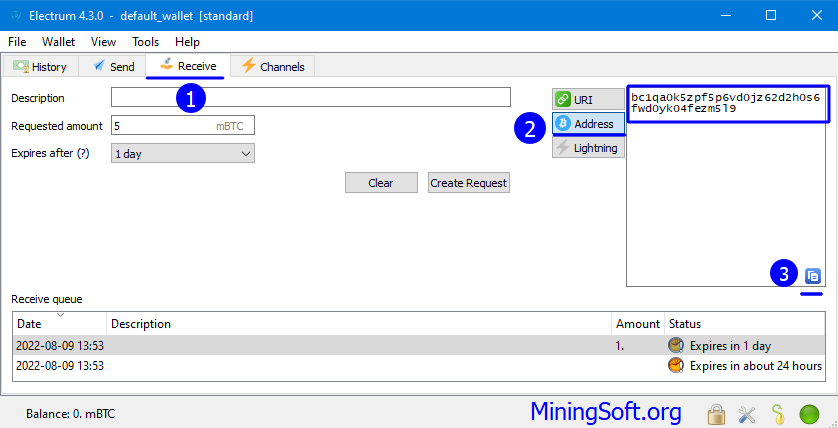 Electrum 4.3.0 - default_wallet [standard]
File Wallet View Tools Help
History Send Receive Channels
1
Description
Requested amount 5 mBTC
Expires after (?) 1 day
Clear Create Request
2
URI
Address
Lightning
bc1qa0k5zpf5p6vd0jz62d2h0s6
fwd0yk04fezm5l9
3
Receive queue
Date Description Amount Status
2022-08-09 13:53 1. Expires in 1 day
2022-08-09 13:53 Expires in about 24 hours
Balance: 0. mBTC
MiningSoft.org